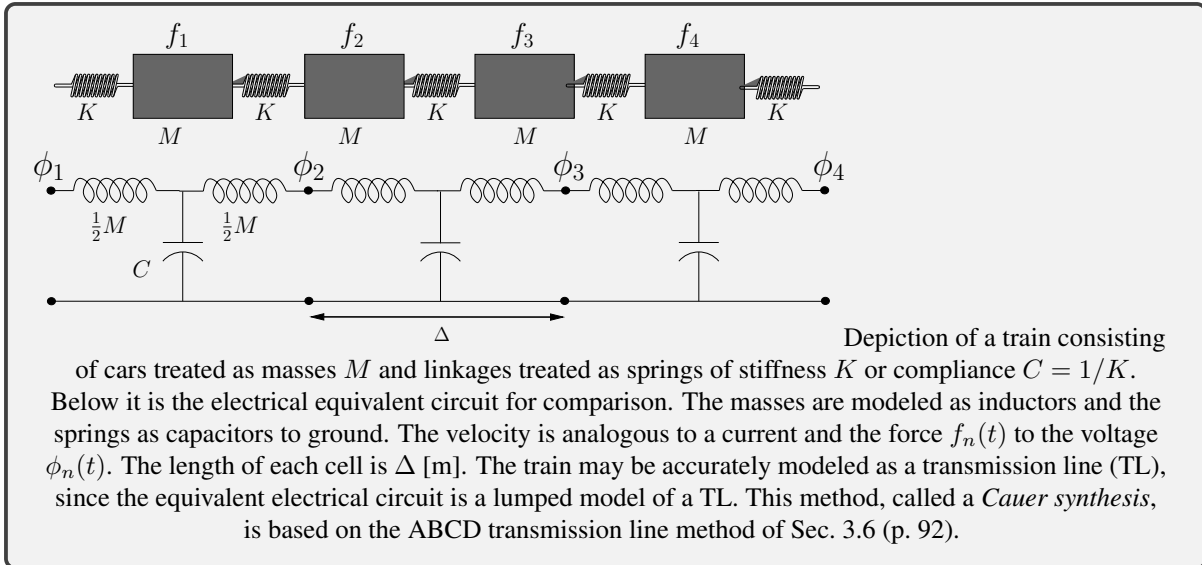 f₁ f₂ f₃ f₄
K K K K K
M M M M
ϕ₁ ϕ₂ ϕ₃ ϕ₄
½M ½M
C
Δ
Depiction of a train consisting
of cars treated as masses M and linkages treated as springs of stiffness K or compliance C = 1/K.
Below it is the electrical equivalent circuit for comparison. The masses are modeled as inductors and the
springs as capacitors to ground. The velocity is analogous to a current and the force fₙ(t) to the voltage
ϕₙ(t). The length of each cell is Δ [m]. The train may be accurately modeled as a transmission line (TL),
since the equivalent electrical circuit is a lumped model of a TL. This method, called a Cauer synthesis,
is based on the ABCD transmission line method of Sec. 3.6 (p. 92).